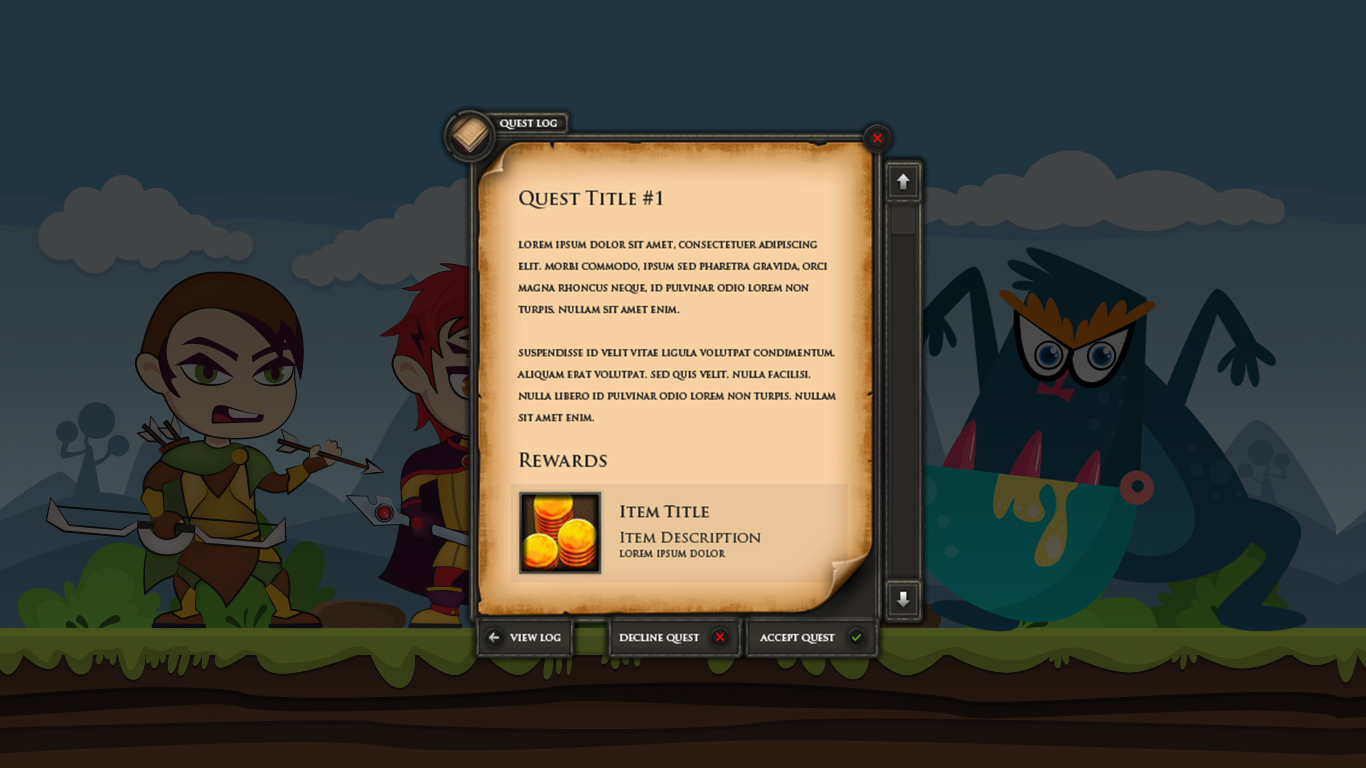 QUEST LOG
QUEST TITLE #1
LOREM IPSUM DOLOR SIT AMET, CONSECTETUER ADIPISCING
ELIT. MORBI COMMODO, IPSUM SED PHARETRA GRAVIDA, ORCI
MAGNA RHONCUS NEQUE, ID PULVINAR ODIO LOREM NON
TURPIS. NULLAM SIT AMET ENIM.
SUSPENDISSE ID VELIT VITAE LIGULA VOLUTPAT CONDIMENTUM.
ALIQUAM ERAT VOLUTPAT. SED QUIS VELIT. NULLA FACILISI.
NULLA LIBERO ID PULVINAR ODIO LOREM NON TURPIS. NULLAM
SIT AMET ENIM.
REWARDS
ITEM TITLE
ITEM DESCRIPTION
LOREM IPSUM DOLOR
VIEW LOG
DECLINE QUEST
ACCEPT QUEST